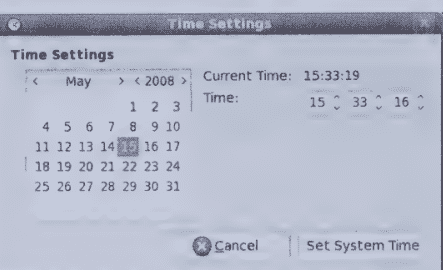 Time Settings
Time Settings
< May > < 2008 >
1 2 3
4 5 6 7 8 9 10
11 12 13 14 15 16 17
18 19 20 21 22 23 24
25 26 27 28 29 30 31
Current Time: 15:33:19
Time: 15 33 16
Cancel Set System Time